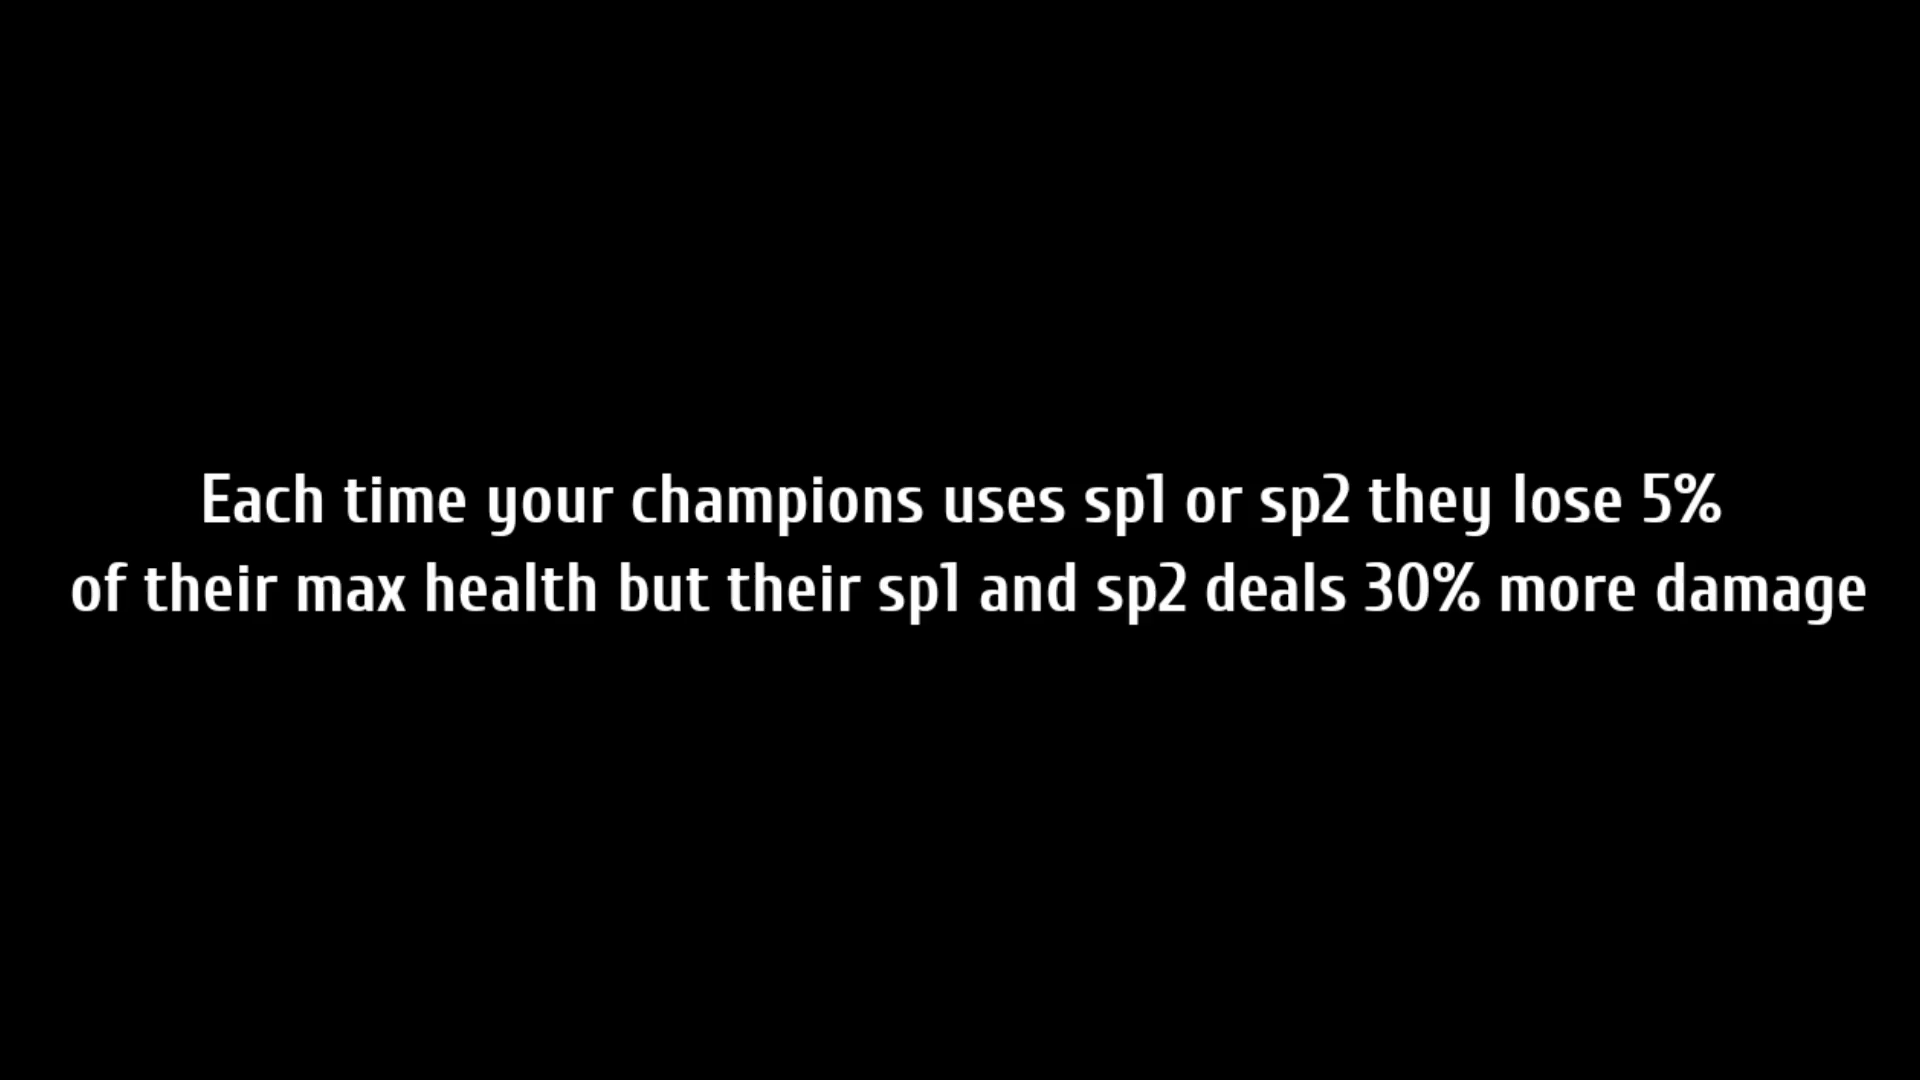 Each time your champions uses sp1 or sp2 they lose 5%
of their max health but their sp1 and sp2 deals 30% more damage